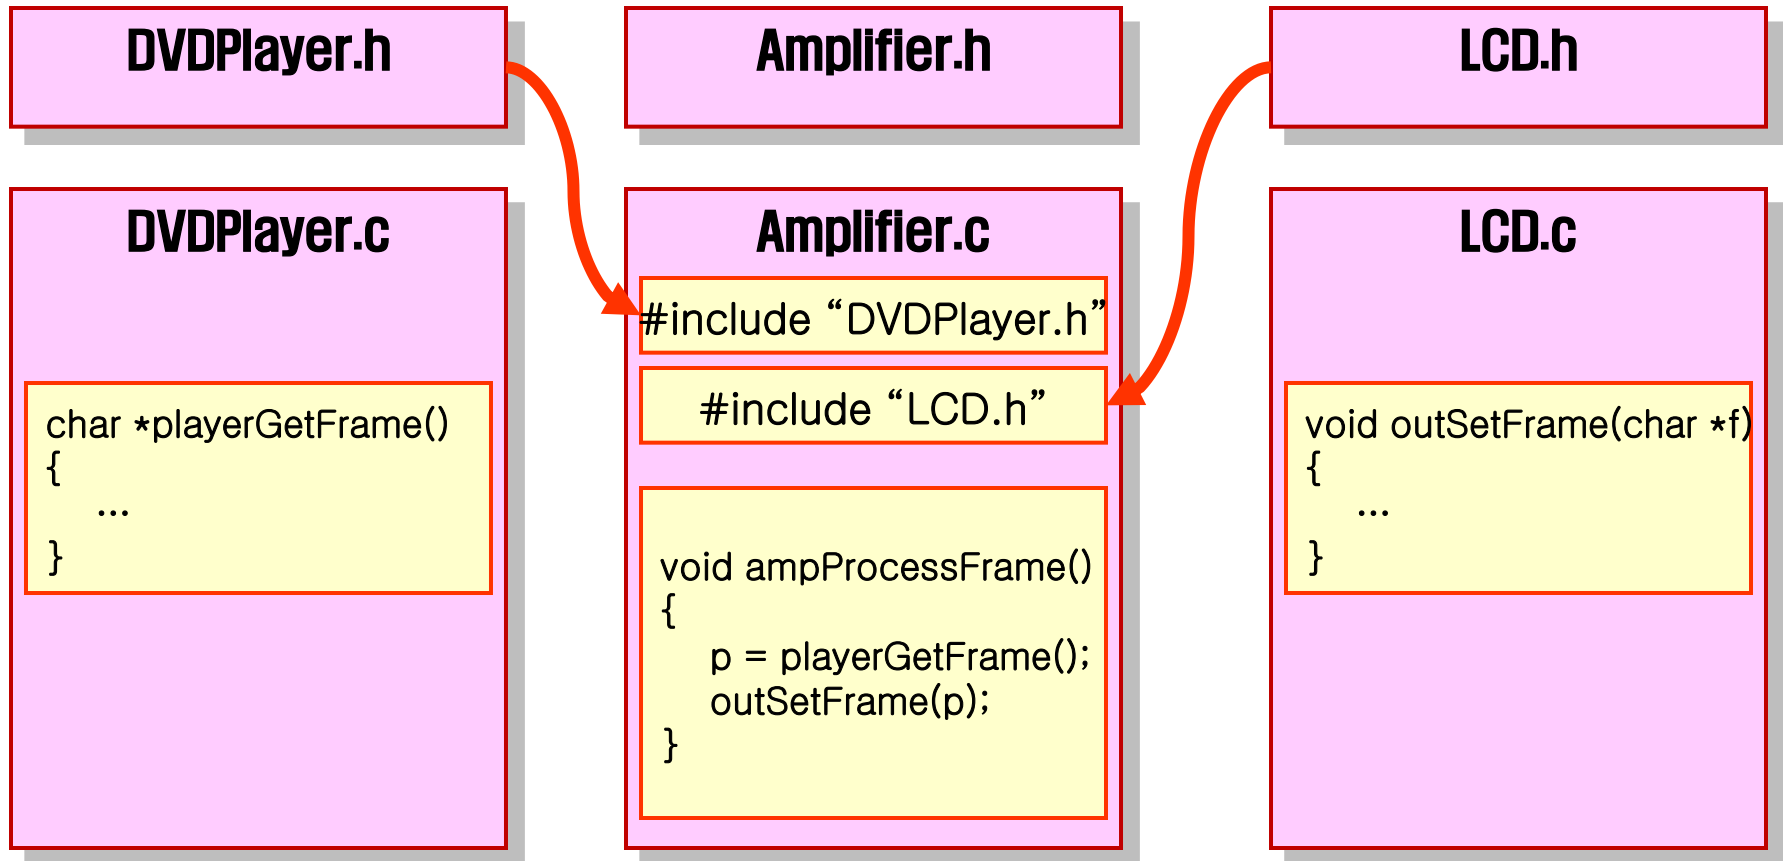 DVDPlayer.h
Amplifier.h
LCD.h
DVDPlayer.c
char *playerGetFrame()
{
...
}
Amplifier.c
#include “DVDPlayer.h”
#include “LCD.h”
void ampProcessFrame()
{
p = playerGetFrame();
outSetFrame(p);
}
LCD.c
void outSetFrame(char *f)
{
...
}